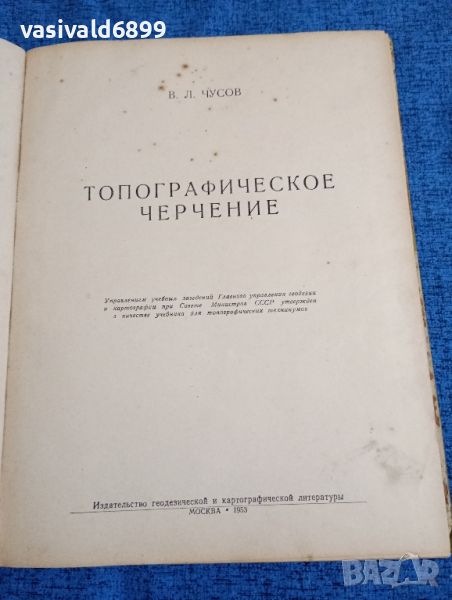 vasivald6899
В. Л. ЧУСОВ
ТОПОГРАФИЧЕСКОЕ
ЧЕРЧЕНИЕ
Управлением учебных заведений Главного управления геодезии
и картографии при Совете Министров СССР утвержден
в качестве учебника для топографических техникумов
Издательство геодезической и картографической литературы
МОСКВА • 1953
BAZAR